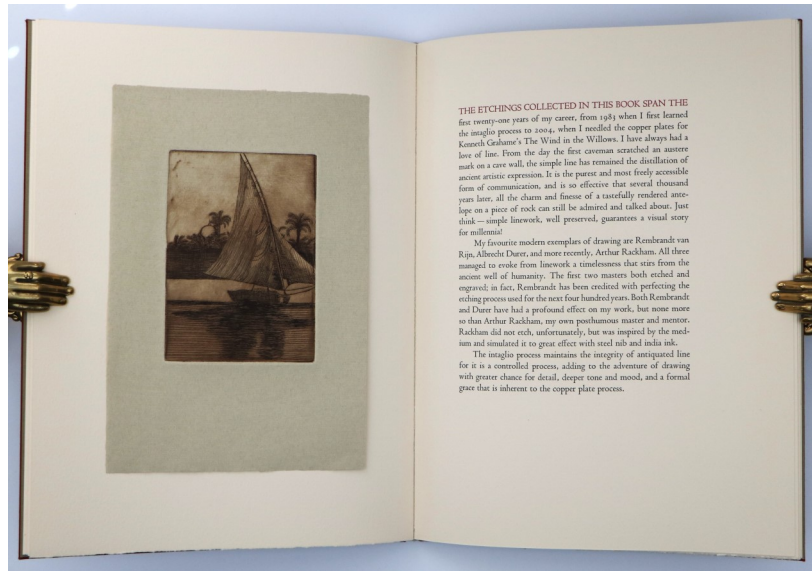 THE ETCHINGS COLLECTED IN THIS BOOK SPAN THE
first twenty-one years of my career, from 1983 when I first learned
the intaglio process to 2004, when I needled the copper plates for
Kenneth Grahame's The Wind in the Willows. I have always had a
love of line. From the day the first caveman scratched an austere
mark on a cave wall, the simple line has remained the distillation of
ancient artistic expression. It is the purest and most freely accessible
form of communication, and is so effective that several thousand
years later, all the charm and finesse of a tastefully rendered ante-
lope on a piece of rock can still be admired and talked about. Just
think – simple linework, well preserved, guarantees a visual story
for millennia!
My favourite modern exemplars of drawing are Rembrandt van
Rijn, Albrecht Durer, and more recently, Arthur Rackham. All three
managed to evoke from linework a timelessness that stirs from the
ancient well of humanity. The first two masters both etched and
engraved; in fact, Rembrandt has been credited with perfecting the
etching process used for the next four hundred years. Both Rembrandt
and Durer have had a profound effect on my work, but none more
so than Arthur Rackham, my own posthumous master and mentor.
Rackham did not etch, unfortunately, but was inspired by the med-
ium and simulated it to great effect with steel nib and india ink.
The intaglio process maintains the integrity of antiquated line
for it is a controlled process, adding to the adventure of drawing
with greater chance for detail, deeper tone and mood, and a formal
grace that is inherent to the copper plate process.